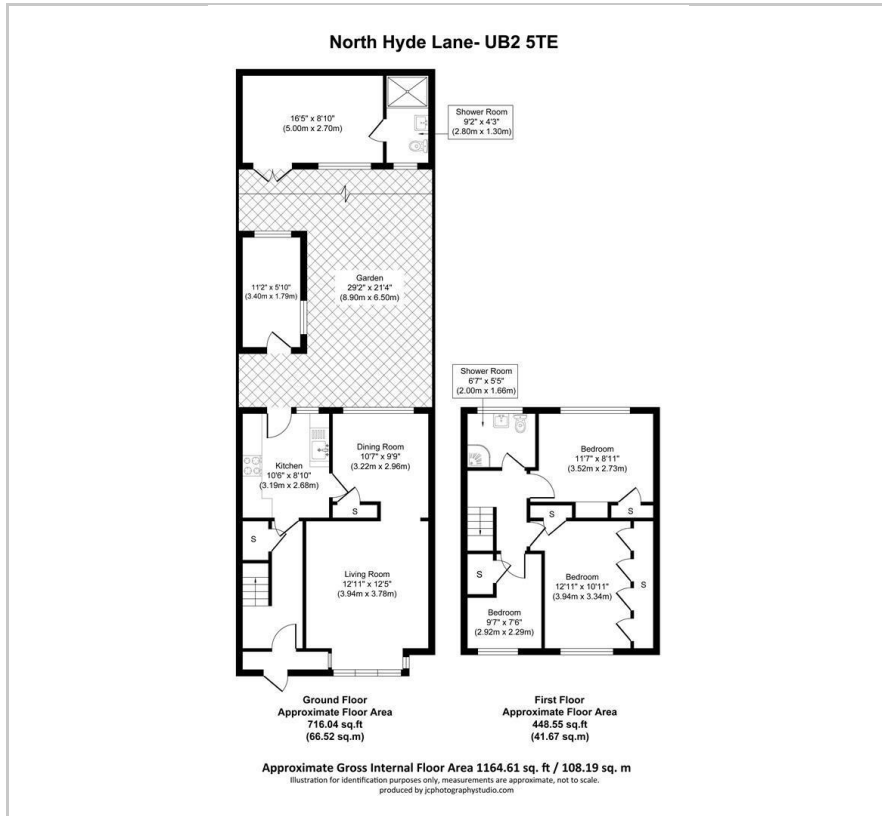 North Hyde Lane- UB2 5TE
16'5" x 8'10"
(5.00m x 2.70m)
Shower Room
9'2" x 4'3"
(2.80m x 1.30m)
11'2" x 5'10"
(3.40m x 1.79m)
Garden
29'2" x 21'4"
(8.90m x 6.50m)
Shower Room
6'7" x 5'5"
(2.00m x 1.66m)
Kitchen
10'6" x 8'10"
(3.19m x 2.68m)
Dining Room
10'7" x 9'9"
(3.22m x 2.96m)
S
S
Living Room
12'11" x 12'5"
(3.94m x 3.78m)
Bedroom
11'7" x 8'11"
(3.52m x 2.73m)
S
S
S
Bedroom
12'11" x 10'11"
(3.94m x 3.34m)
S
Bedroom
9'7" x 7'6"
(2.92m x 2.29m)
Ground Floor
Approximate Floor Area
716.04 sq.ft
(66.52 sq.m)
First Floor
Approximate Floor Area
448.55 sq.ft
(41.67 sq.m)
Approximate Gross Internal Floor Area 1164.61 sq. ft / 108.19 sq. m
Illustration for identification purposes only, measurements are approximate, not to scale.
produced by jcphotographystudio.com